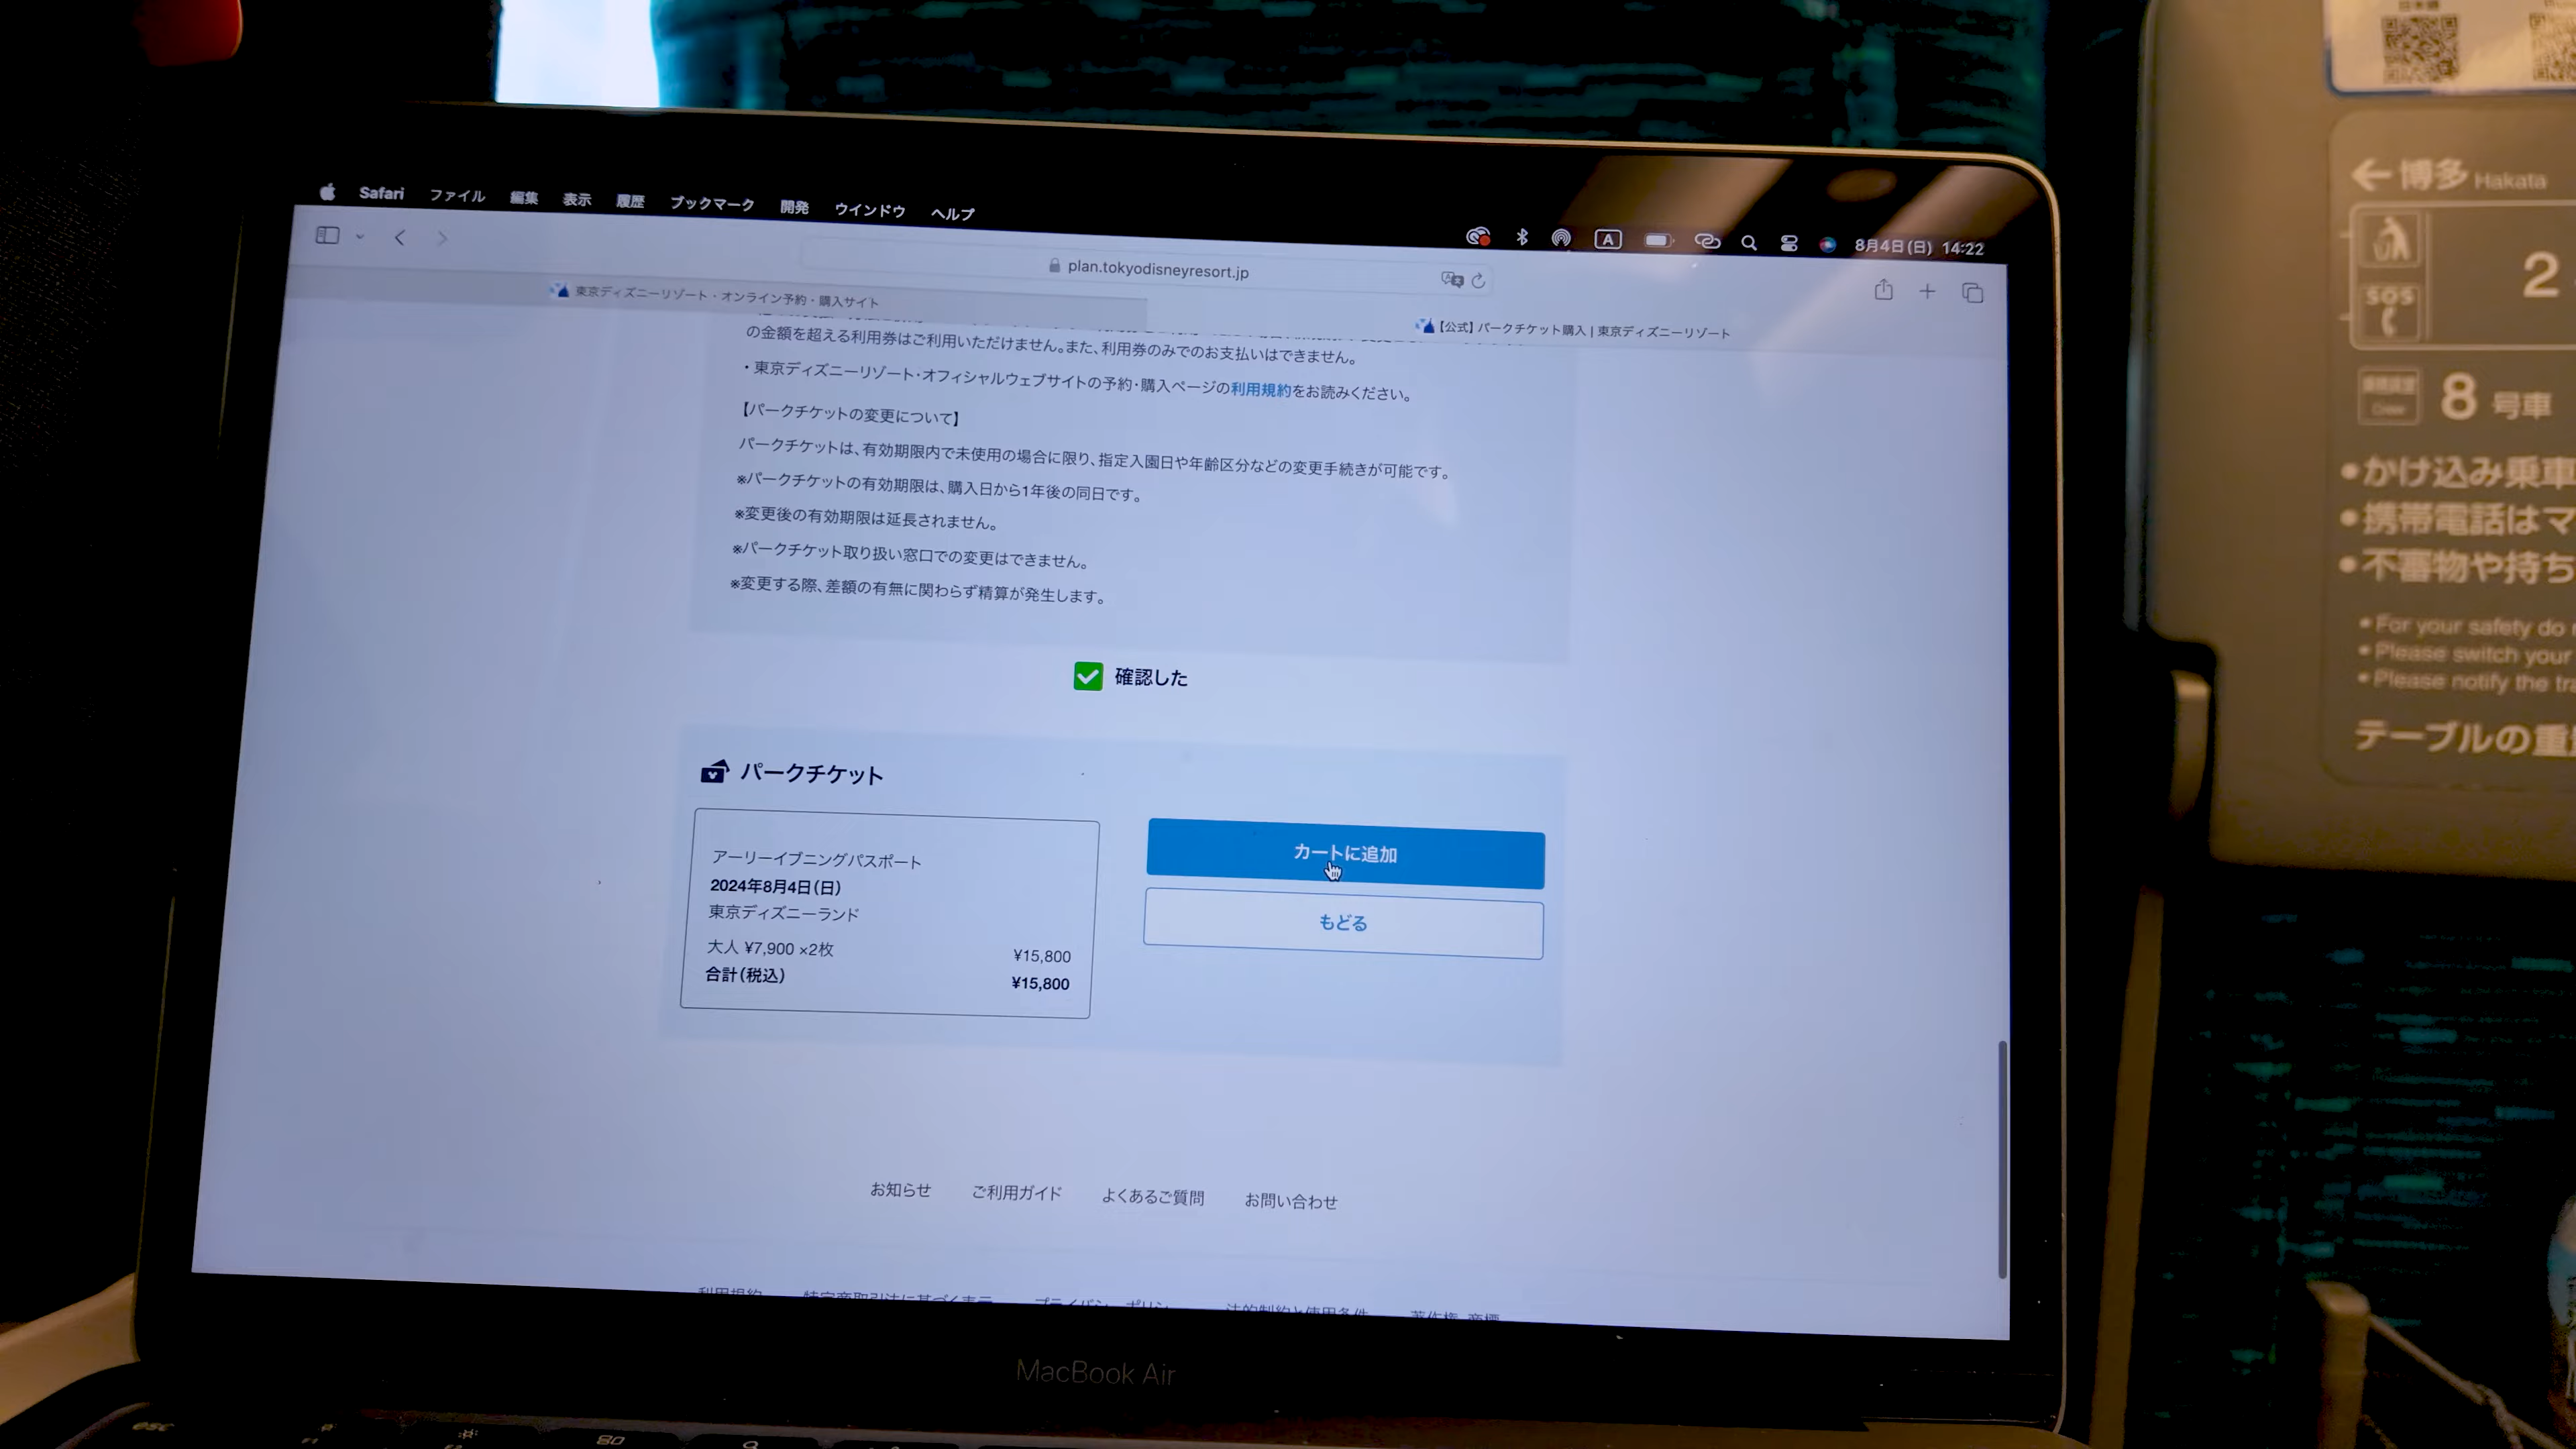 Safari ファイル 編集 表示 履歴 ブックマーク 開発 ウインドウ ヘルプ
A 8月4日(日) 14:22
plan.tokyodisneyresort.jp
東京ディズニーリゾート・オンライン予約・購入サイト
【公式】パークチケット購入 | 東京ディズニーリゾート
の金額を超える利用券はご利用いただけません。また、利用券のみでのお支払いはできません。
・東京ディズニーリゾート・オフィシャルウェブサイトの予約・購入ページの利用規約をお読みください。
【パークチケットの変更について】
パークチケットは、有効期限内で未使用の場合に限り、指定入園日や年齢区分などの変更手続きが可能です。
※パークチケットの有効期限は、購入日から1年後の同日です。
※変更後の有効期限は延長されません。
※パークチケット取り扱い窓口での変更はできません。
※変更する際、差額の有無に関わらず精算が発生します。
確認した
パークチケット
アーリーイブニングパスポート
2024年8月4日(日)
東京ディズニーランド
大人 ¥7,900 ×2枚 ¥15,800
合計(税込) ¥15,800
カートに追加
もどる
お知らせ ご利用ガイド よくあるご質問 お問い合わせ
MacBook Air
esc
←博多 Hakata
2
SOS
8 号車
●かけ込み乗車
●携帯電話はマ
●不審物や持ち
●For your safety do
●Please switch your
●Please notify the
テーブルの重